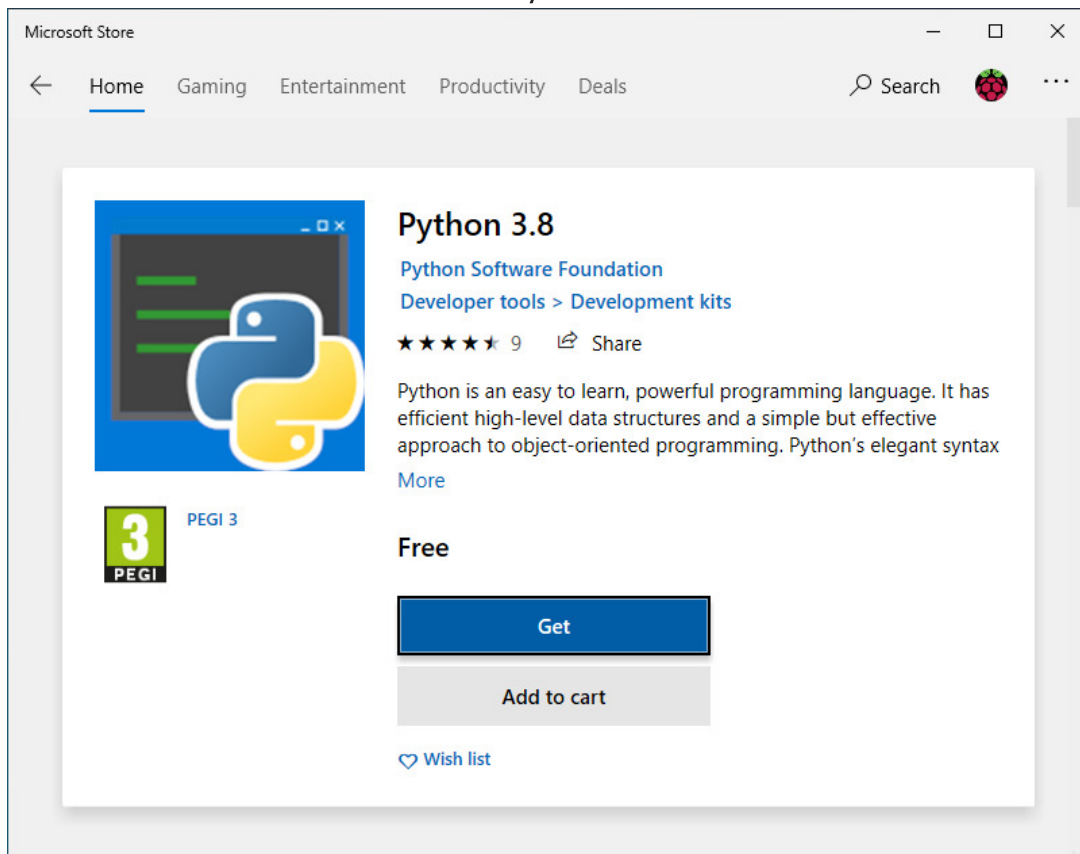 Microsoft Store
Home Gaming Entertainment Productivity Deals Search
Python 3.8
Python Software Foundation
Developer tools > Development kits
9 Share
Python is an easy to learn, powerful programming language. It has
efficient high-level data structures and a simple but effective
approach to object-oriented programming. Python's elegant syntax
More
3
PEGI
PEGI 3
Free
Get
Add to cart
Wish list